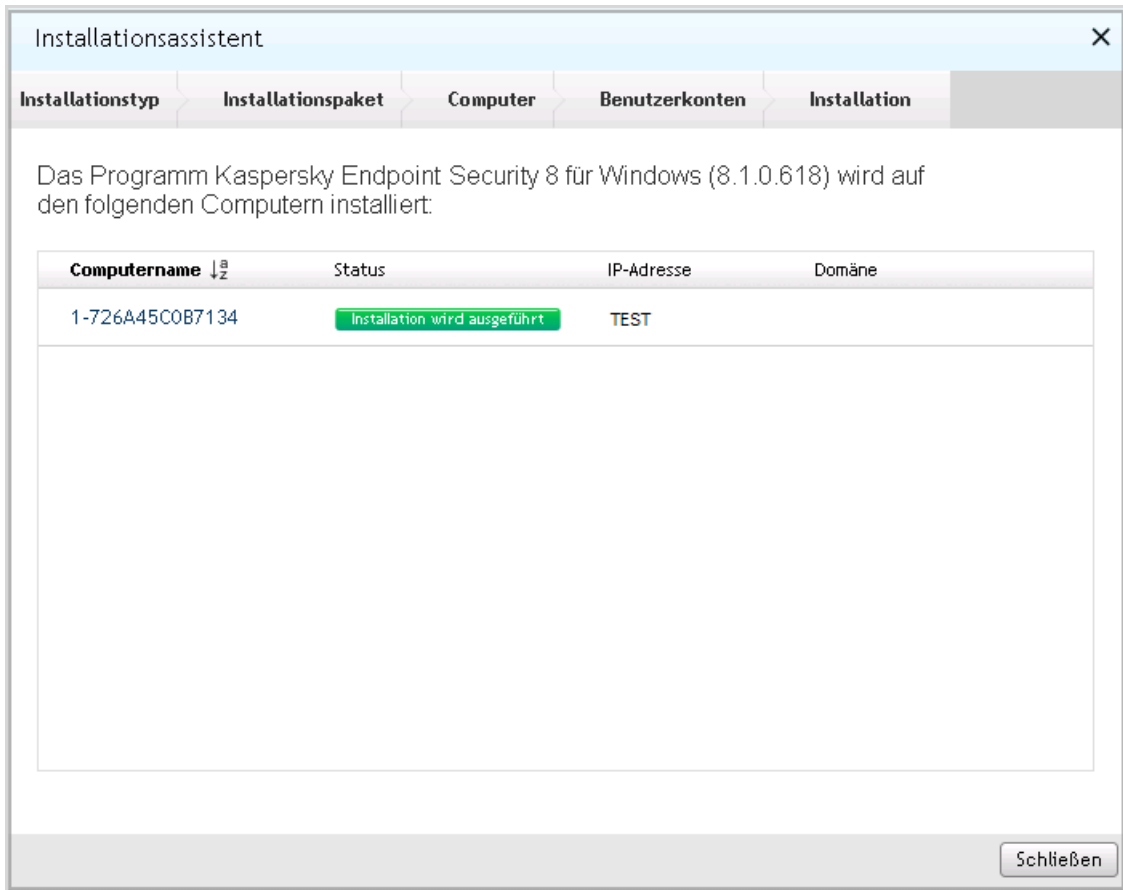 Installationsassistent
Installationstyp Installationspaket Computer Benutzerkonten Installation
Das Programm Kaspersky Endpoint Security 8 für Windows (8.1.0.618) wird auf
den folgenden Computern installiert:
Computername Status IP-Adresse Domäne
1-726A45C0B7134 Installation wird ausgeführt TEST
Schließen